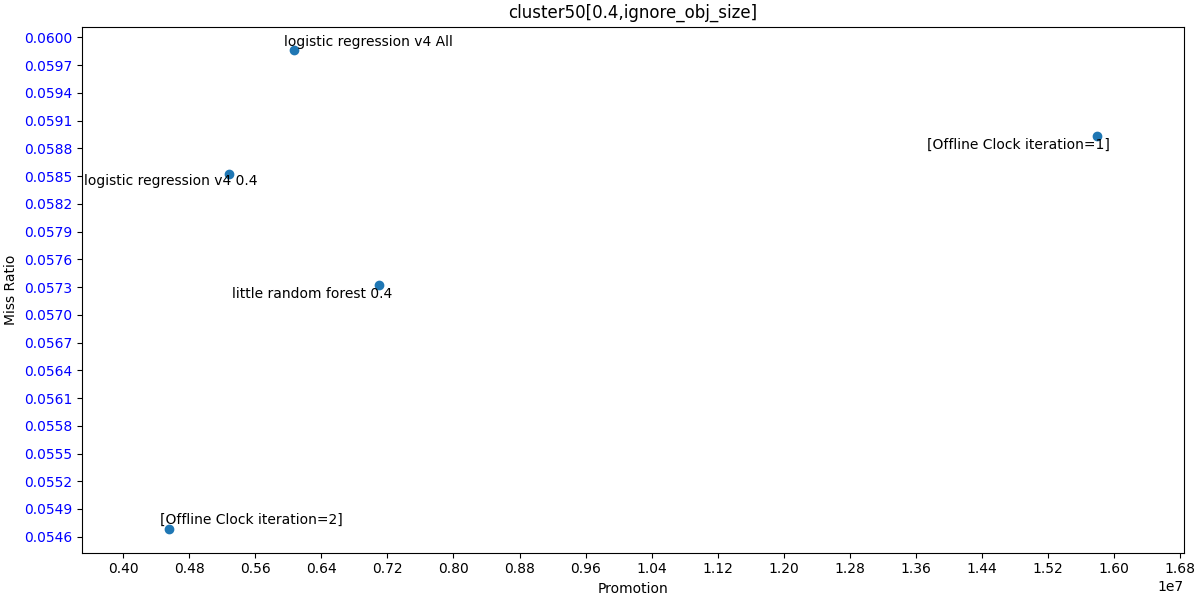 cluster50[0.4,ignore_obj_size]
Miss Ratio
0.0600
0.0597
0.0594
0.0591
0.0588
0.0585
0.0582
0.0579
0.0576
0.0573
0.0570
0.0567
0.0564
0.0561
0.0558
0.0555
0.0552
0.0549
0.0546
logistic regression v4 All
[Offline Clock iteration=1]
logistic regression v4 0.4
little random forest 0.4
[Offline Clock iteration=2]
0.40 0.48 0.56 0.64 0.72 0.80 0.88 0.96 1.04 1.12 1.20 1.28 1.36 1.44 1.52 1.60 1.68
1e7
Promotion